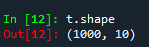 In [12]: t.shape
Out[12]: (1000, 10)